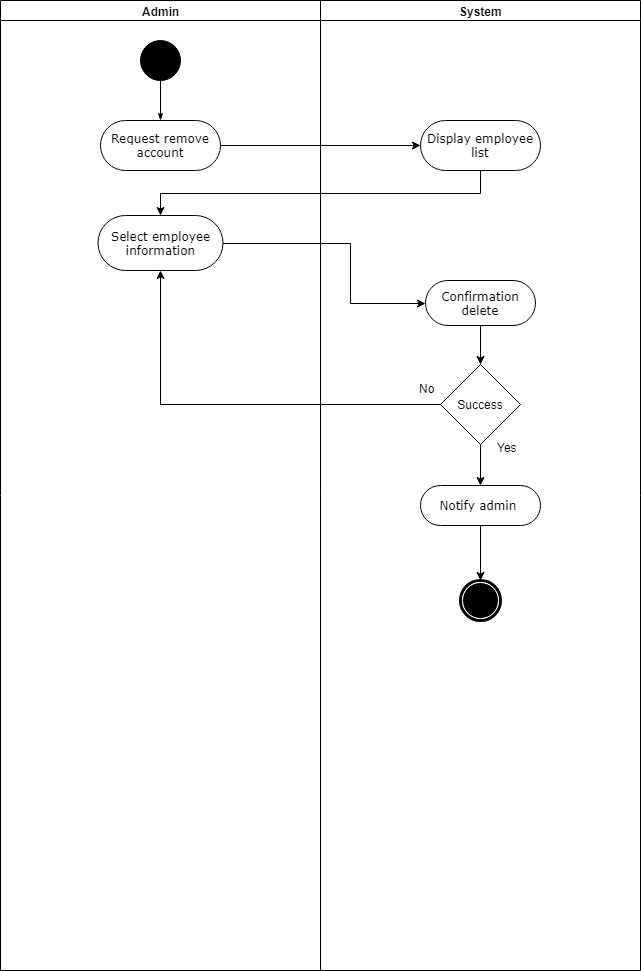 Admin
System
Request remove
account
Display employee
list
Select employee
information
Confirmation
delete
No
Success
Yes
Notify admin